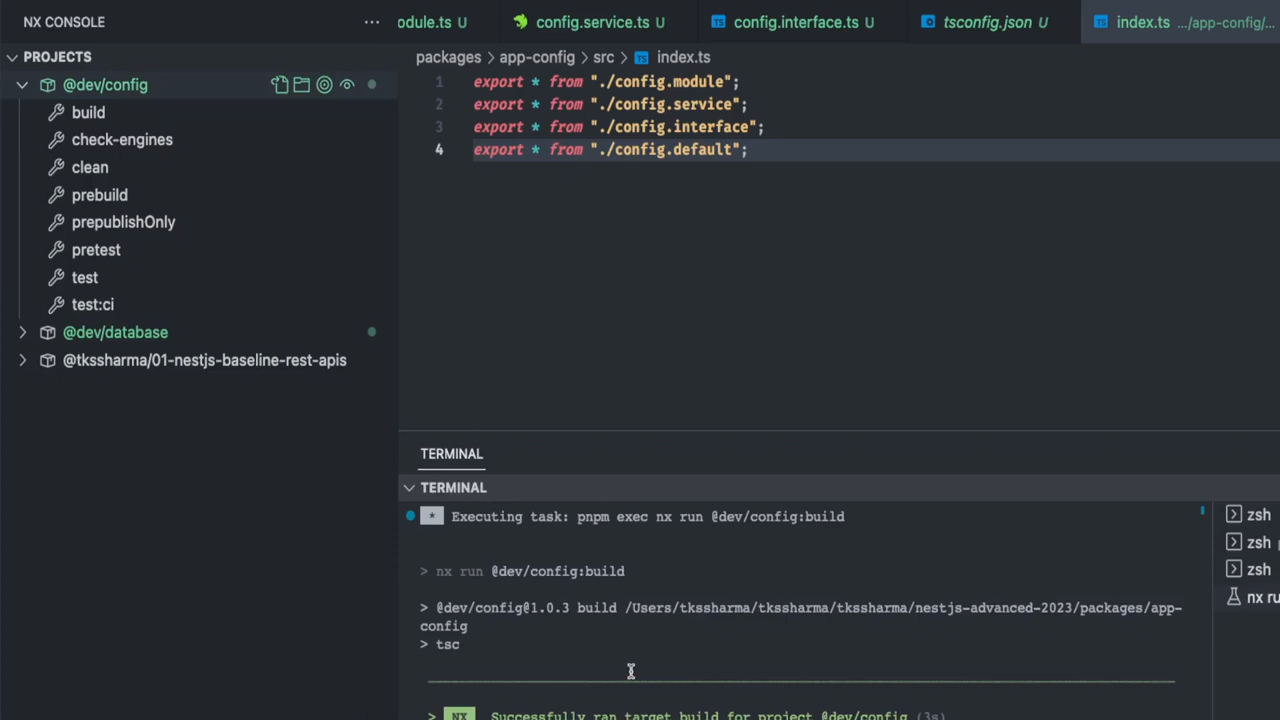 NX CONSOLE
PROJECTS
@dev/config
build
check-engines
clean
prebuild
prepublishOnly
pretest
test
test:ci
@dev/database
@tkssharma/01-nestjs-baseline-rest-apis
odule.ts U
config.service.ts U
TS config.interface.ts U
tsconfig.json U
TS index.ts .../app-config/...
packages > app-config > src > TS index.ts
1 export * from "./config.module";
2 export * from "./config.service";
3 export * from "./config.interface";
4 export * from "./config.default";
TERMINAL
TERMINAL
* Executing task: pnpm exec nx run @dev/config:build
> nx run @dev/config:build
> @dev/config@1.0.3 build /Users/tkssharma/tkssharma/tkssharma/nestjs-advanced-2023/packages/app-
config
> tsc
> NX Successfully ran target build for project @dev/config (3s)
zsh
zsh
zsh
nx ru